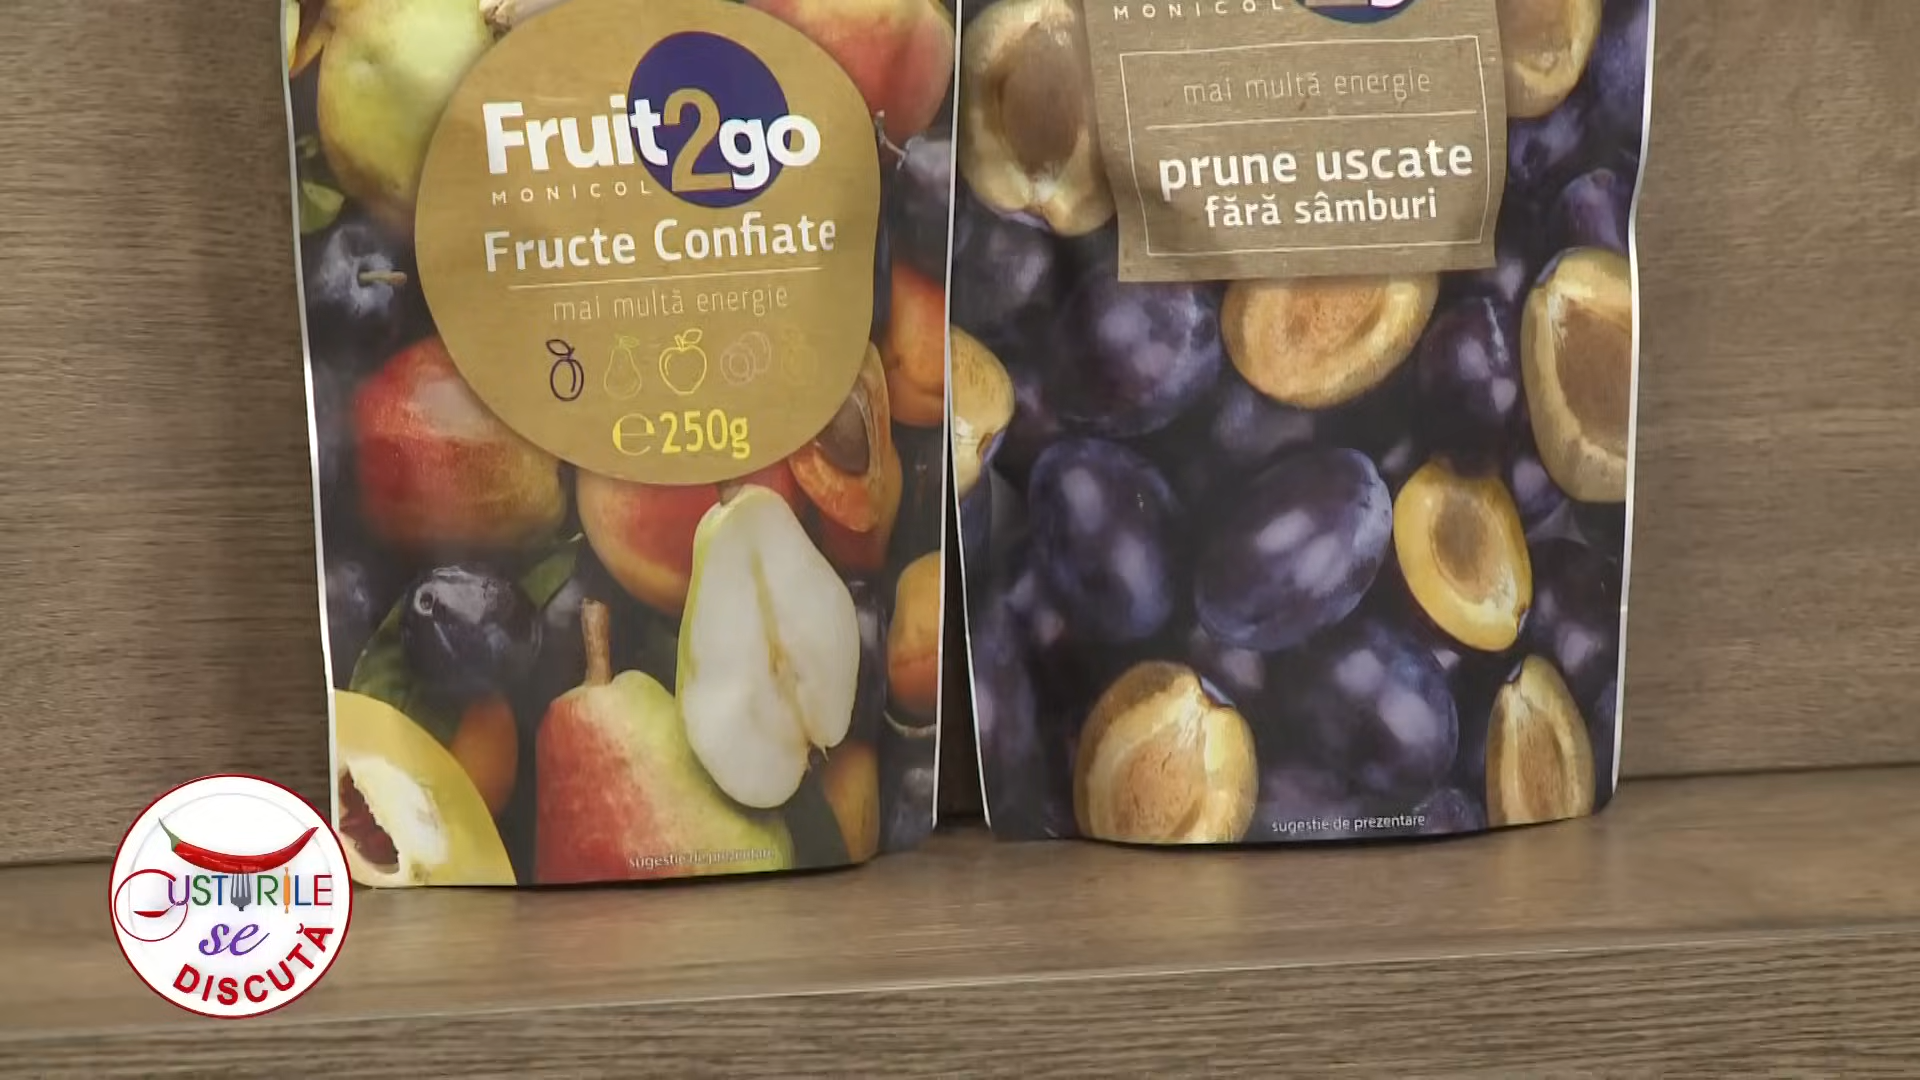 Fruit2go
MONICOL
Fructe Confiate
mai multă energie
℮250g
sugestie de prezentare
MONICOL
mai multă energie
prune uscate
fără sâmburi
sugestie de prezentare
GUSTURILE
se
DISCUTĂ